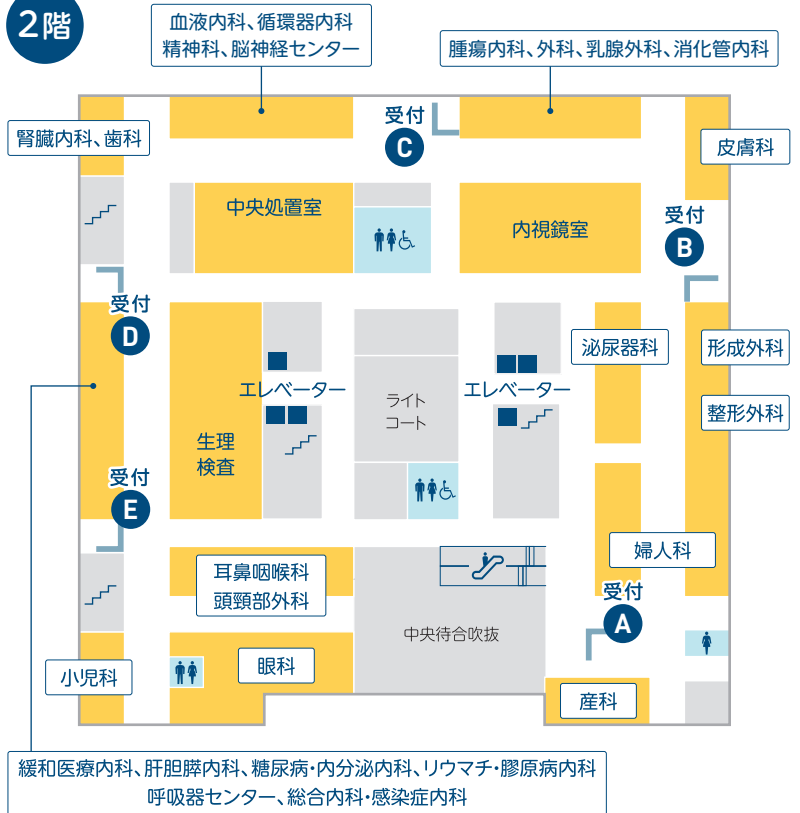 2階
血液内科、循環器内科
精神科、脳神経センター
腫瘍内科、外科、乳腺外科、消化管内科
腎臓内科、歯科
受付
C
皮膚科
中央処置室
内視鏡室
受付
B
受付
D
泌尿器科
形成外科
エレベーター
エレベーター
ライト
コート
整形外科
生理
検査
受付
E
婦人科
耳鼻咽喉科
頭頸部外科
受付
A
中央待合吹抜
眼科
小児科
産科
緩和医療内科、肝胆膵内科、糖尿病・内分泌内科、リウマチ・膠原病内科
呼吸器センター、総合内科・感染症内科